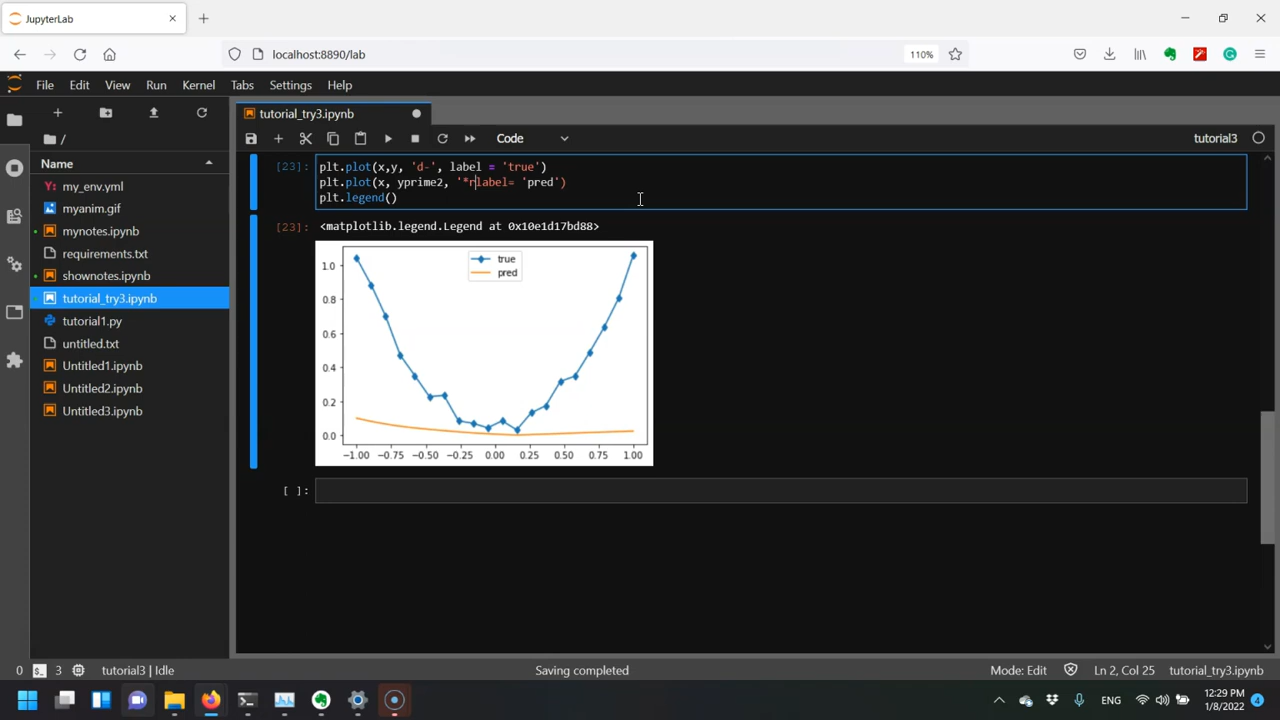 JupyterLab
localhost:8890/lab
110%
File Edit View Run Kernel Tabs Settings Help
tutorial_try3.ipynb
/
Code
tutorial3
Name
my_env.yml
myanim.gif
mynotes.ipynb
requirements.txt
shownotes.ipynb
tutorial_try3.ipynb
tutorial1.py
untitled.txt
Untitled1.ipynb
Untitled2.ipynb
Untitled3.ipynb
[23]: plt.plot(x,y, 'd-', label = 'true')
plt.plot(x, yprime2, '*rlabel= 'pred')
plt.legend()
[23]: <matplotlib.legend.Legend at 0x10e1d17bd88>
true
pred
1.0
0.8
0.6
0.4
0.2
0.0
−1.00 −0.75 −0.50 −0.25 0.00 0.25 0.50 0.75 1.00
[ ]:
0 $_ 3 tutorial3 | Idle Saving completed Mode: Edit Ln 2, Col 25 tutorial_try3.ipynb
ENG
12:29 PM
1/8/2022
4